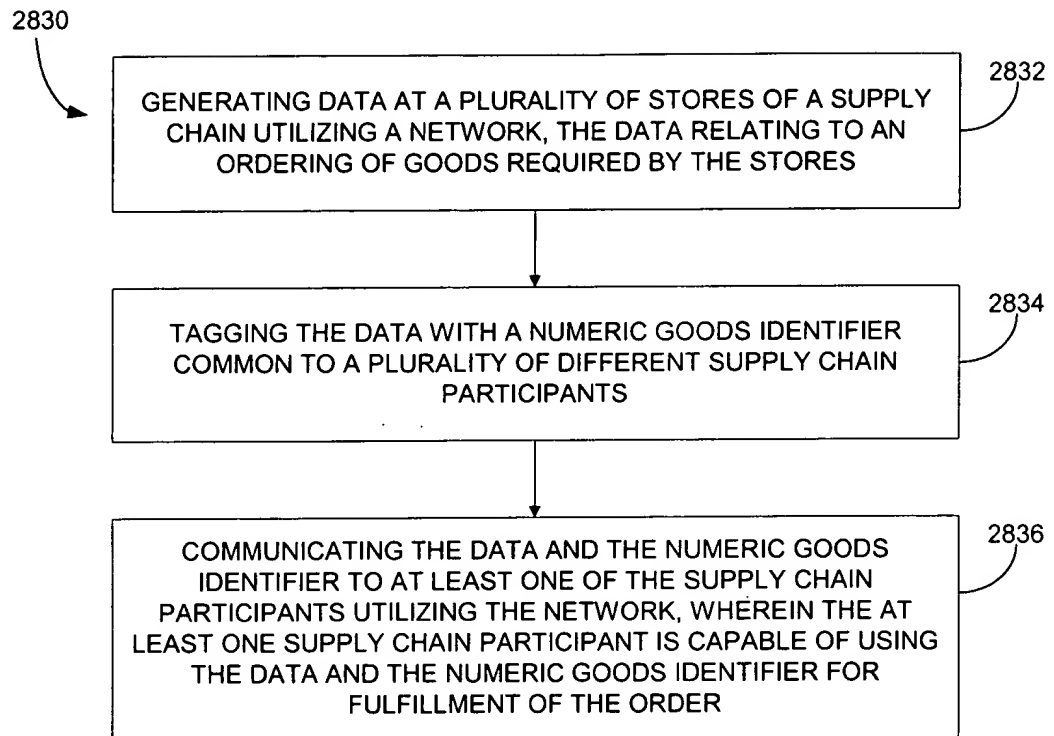 2830
2832
GENERATING DATA AT A PLURALITY OF STORES OF A SUPPLY
CHAIN UTILIZING A NETWORK, THE DATA RELATING TO AN
ORDERING OF GOODS REQUIRED BY THE STORES
2834
TAGGING THE DATA WITH A NUMERIC GOODS IDENTIFIER
COMMON TO A PLURALITY OF DIFFERENT SUPPLY CHAIN
PARTICIPANTS
2836
COMMUNICATING THE DATA AND THE NUMERIC GOODS
IDENTIFIER TO AT LEAST ONE OF THE SUPPLY CHAIN
PARTICIPANTS UTILIZING THE NETWORK, WHEREIN THE AT
LEAST ONE SUPPLY CHAIN PARTICIPANT IS CAPABLE OF USING
THE DATA AND THE NUMERIC GOODS IDENTIFIER FOR
FULFILLMENT OF THE ORDER